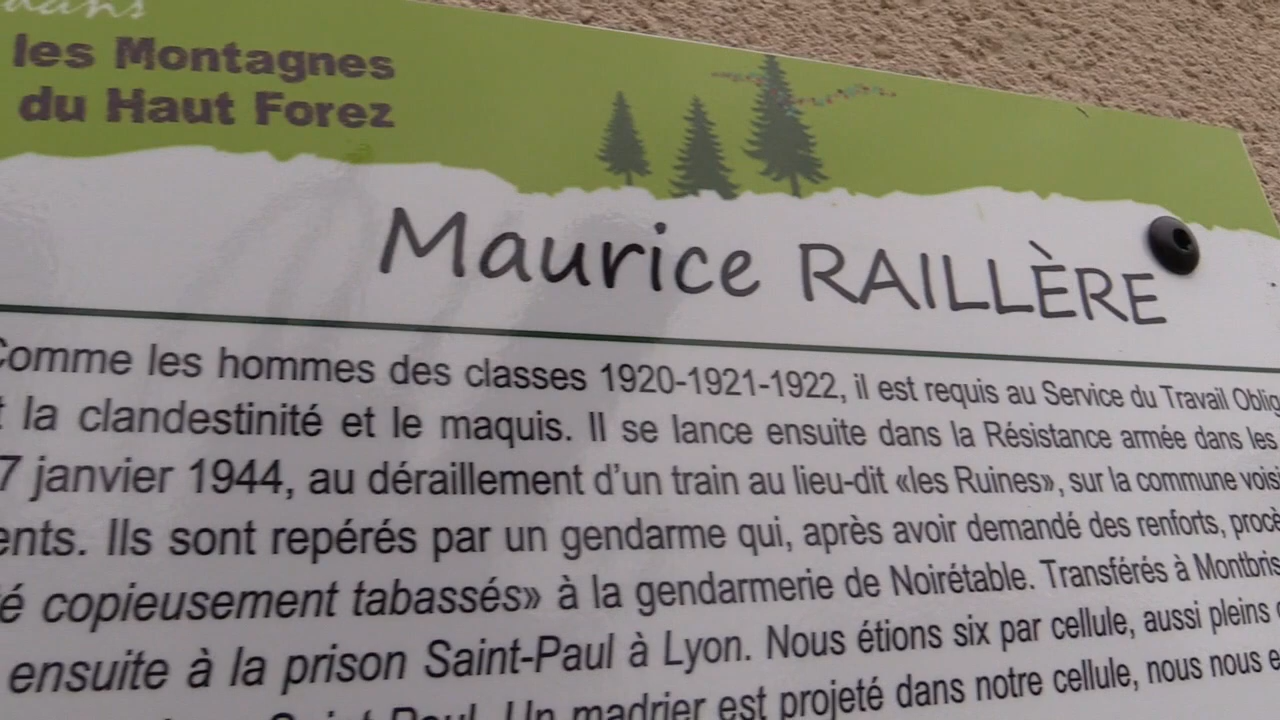 dans
les Montagnes
du Haut Forez
Maurice RAILLÈRE
Comme les hommes des classes 1920-1921-1922, il est requis au Service du Travail Oblig
la clandestinité et le maquis. Il se lance ensuite dans la Résistance armée dans les
7 janvier 1944, au déraillement d'un train au lieu-dit «les Ruines», sur la commune vois
ents. Ils sont repérés par un gendarme qui, après avoir demandé des renforts, procè
é copieusement tabassés» à la gendarmerie de Noirétable. Transférés à Montbris
ensuite à la prison Saint-Paul à Lyon. Nous étions six par cellule, aussi pleins
Saint-Paul. Un madrier est projeté dans notre cellule, nous nous e